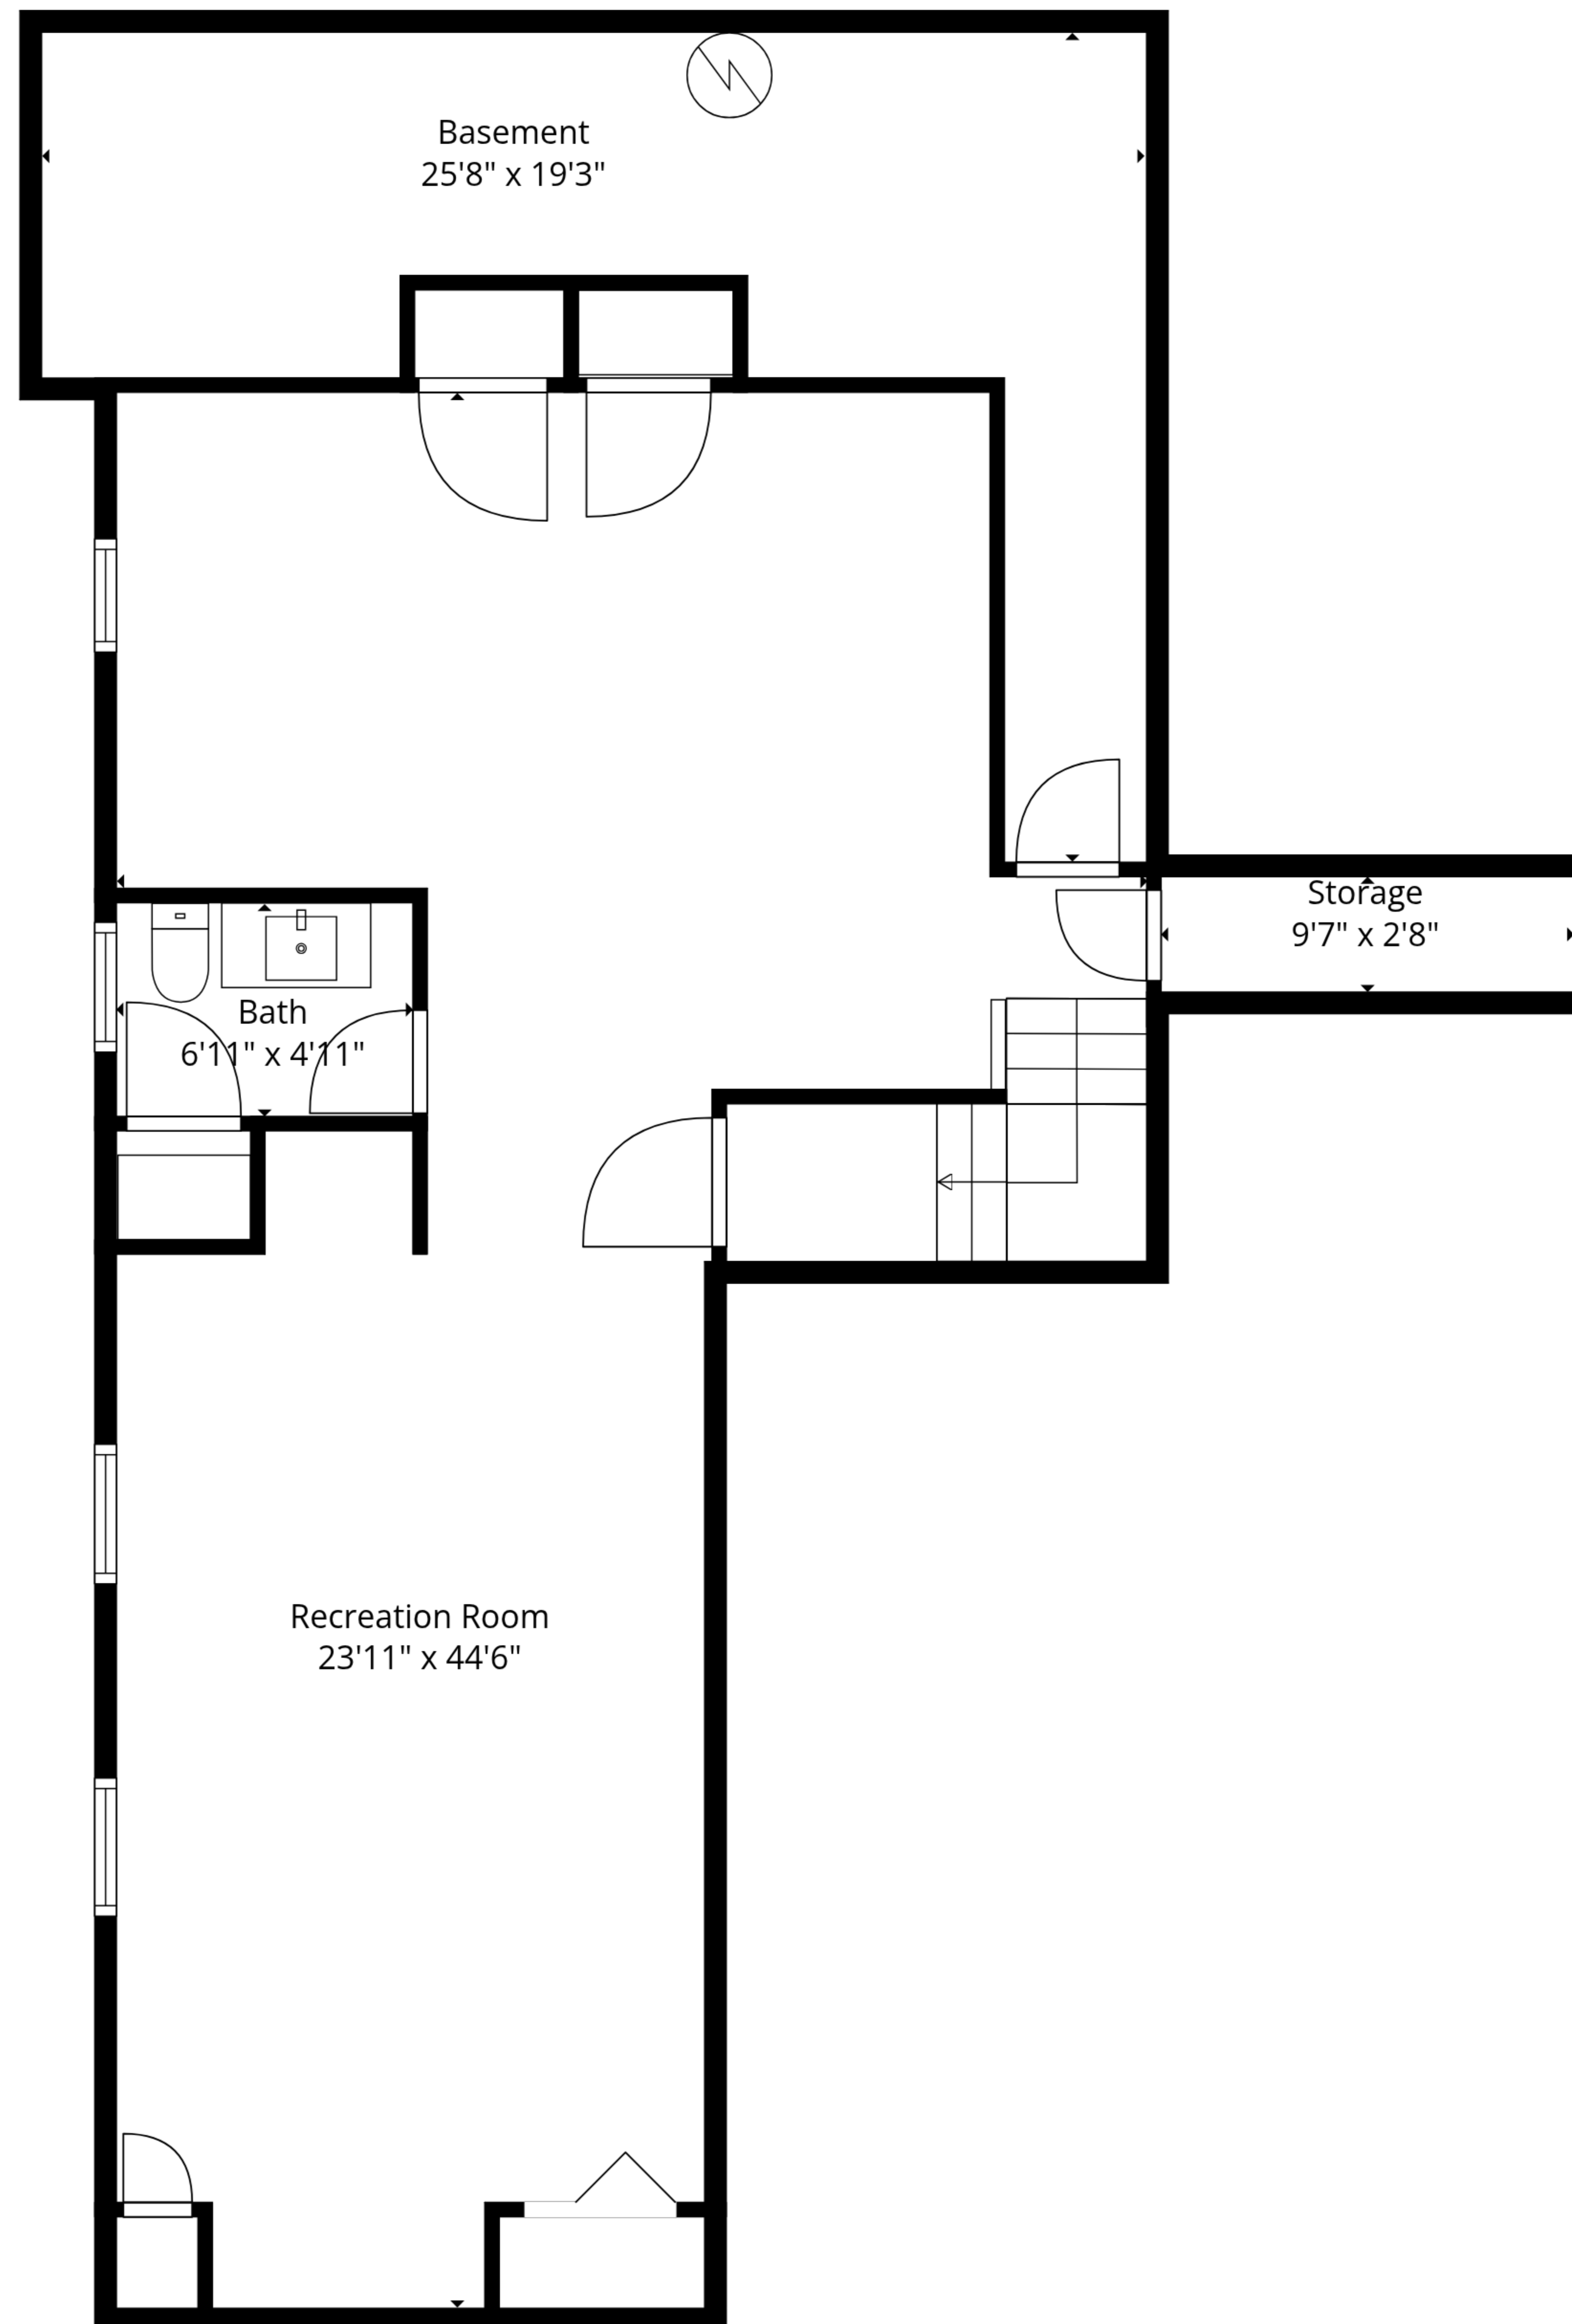 Basement
25'8" x 19'3"
Storage
9'7" x 2'8"
Bath
6'11" x 4'11"
Recreation Room
23'11" x 44'6"